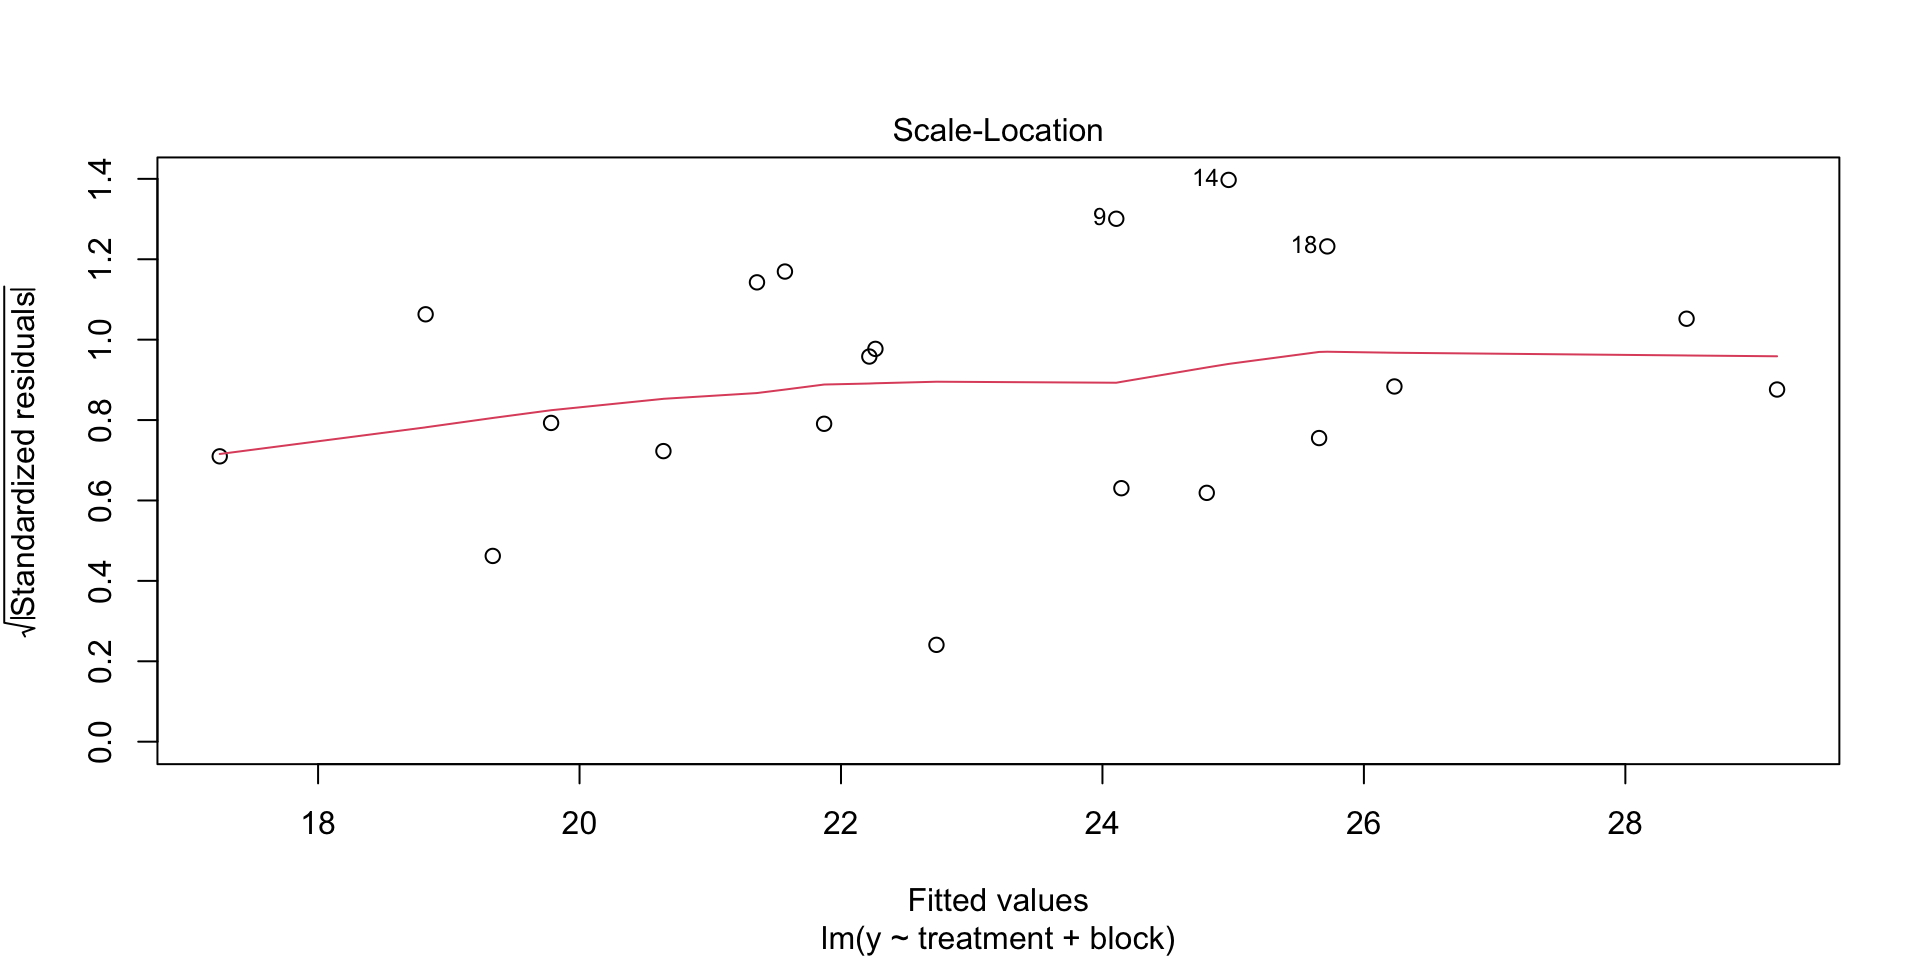 Scale-Location
√|Standardized residuals|
1.4
1.2
1.0
0.8
0.6
0.4
0.2
0.0
14
9
18
18 20 22 24 26 28
Fitted values
lm(y ~ treatment + block)